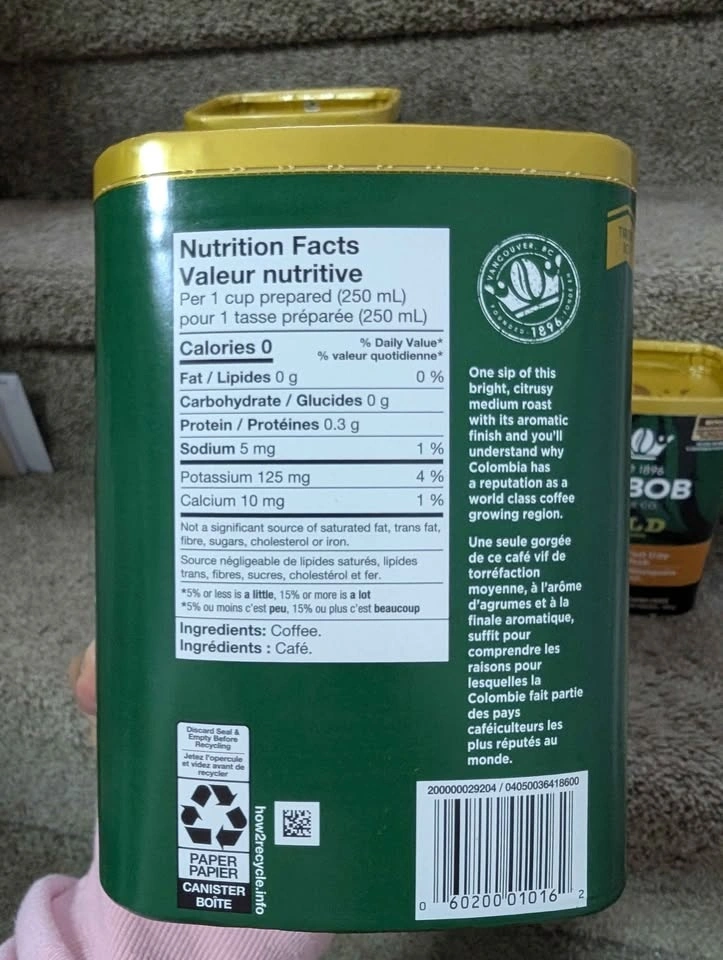 Nutrition Facts
Valeur nutritive
Per 1 cup prepared (250 mL)
pour 1 tasse préparée (250 mL)
Calories 0
% Daily Value*
% valeur quotidienne*
Fat / Lipides 0 g 0 %
Carbohydrate / Glucides 0 g
Protein / Protéines 0.3 g
Sodium 5 mg 1 %
Potassium 125 mg 4 %
Calcium 10 mg 1 %
Not a significant source of saturated fat, trans fat,
fibre, sugars, cholesterol or iron.
Source négligeable de lipides saturés, lipides
trans, fibres, sucres, cholestérol et fer.
*5% or less is a little, 15% or more is a lot
*5% ou moins c'est peu, 15% ou plus c'est beaucoup
Ingredients: Coffee.
Ingrédients : Café.
VANCOUVER, BC
FOUNDED 1896
One sip of this
bright, citrusy
medium roast
with its aromatic
finish and you'll
understand why
Colombia has
a reputation as a
world class coffee
growing region.
Une seule gorgée
de ce café vif de
torréfaction
moyenne, à l'arôme
d'agrumes et à la
finale aromatique,
suffit pour
comprendre les
raisons pour
lesquelles la
Colombie fait partie
des pays
caféiculteurs les
plus réputés au
monde.
Discard Seal &
Empty Before
Recycling
Jetez l'opercule
et videz avant de
recycler
PAPER
PAPIER
CANISTER
BOÎTE
how2recycle.info
200000029204 / 04050036418600
0 60200 01016 2
1896
BOB
LD